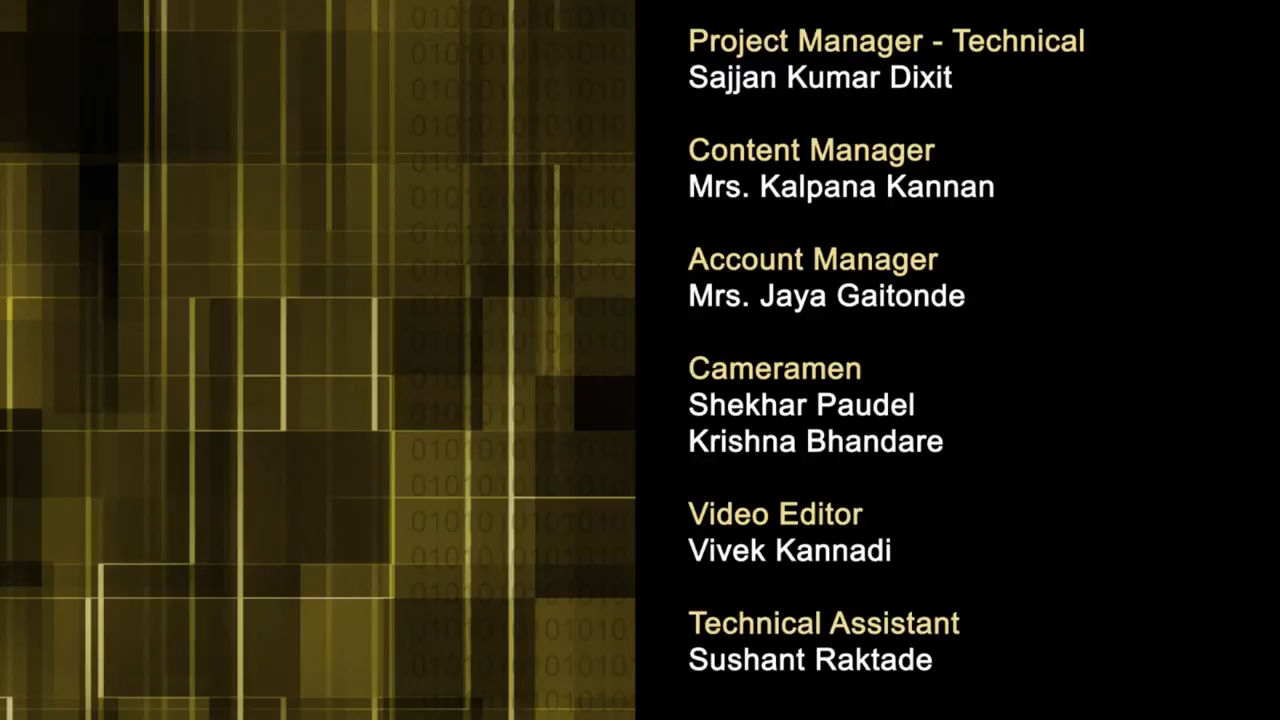 Project Manager - Technical
Sajjan Kumar Dixit
Content Manager
Mrs. Kalpana Kannan
Account Manager
Mrs. Jaya Gaitonde
Cameramen
Shekhar Paudel
Krishna Bhandare
Video Editor
Vivek Kannadi
Technical Assistant
Sushant Raktade